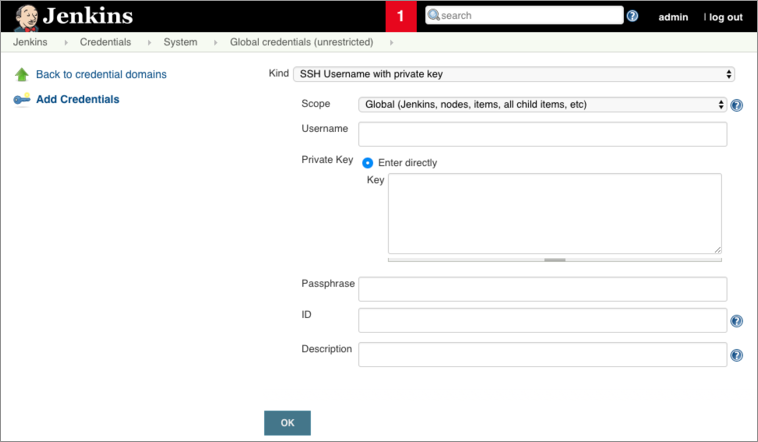 Jenkins
1
search
?
admin
| log out
Jenkins
Credentials
System
Global credentials (unrestricted)
Back to credential domains
Add Credentials
Kind
SSH Username with private key
Scope
Global (Jenkins, nodes, items, all child items, etc)
?
Username
Private Key
Enter directly
Key
Passphrase
ID
?
Description
?
OK